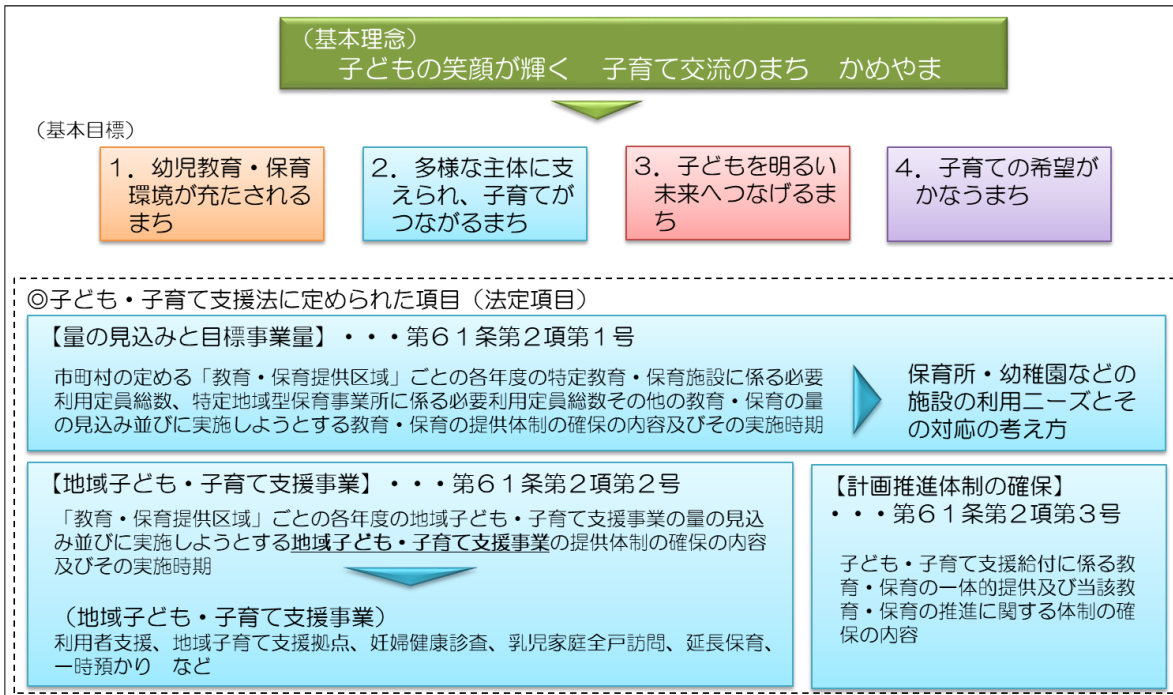 （基本理念）
子どもの笑顔が輝く　子育て交流のまち　かめやま
（基本目標）
１．幼児教育・保育
環境が充たされる
まち
２．多様な主体に支
えられ、子育てが
つながるまち
３．子どもを明るい
未来へつなげるま
ち
４．子育ての希望が
かなうまち
◎子ども・子育て支援法に定められた項目（法定項目）
【量の見込みと目標事業量】・・・第６１条第２項第１号
市町村の定める「教育・保育提供区域」ごとの各年度の特定教育・保育施設に係る必要
利用定員総数、特定地域型保育事業所に係る必要利用定員総数その他の教育・保育の量
の見込み並びに実施しようとする教育・保育の提供体制の確保の内容及びその実施時期
保育所・幼稚園などの
施設の利用ニーズとそ
の対応の考え方
【地域子ども・子育て支援事業】・・・第６１条第２項第２号
「教育・保育提供区域」ごとの各年度の地域子ども・子育て支援事業の量の見込
み並びに実施しようとする地域子ども・子育て支援事業の提供体制の確保の内容
及びその実施時期
（地域子ども・子育て支援事業）
利用者支援、地域子育て支援拠点、妊婦健康診査、乳児家庭全戸訪問、延長保育、
一時預かり　など
【計画推進体制の確保】
・・・第６１条第２項第３号
子ども・子育て支援給付に係る教
育・保育の一体的提供及び当該教
育・保育の推進に関する体制の確
保の内容